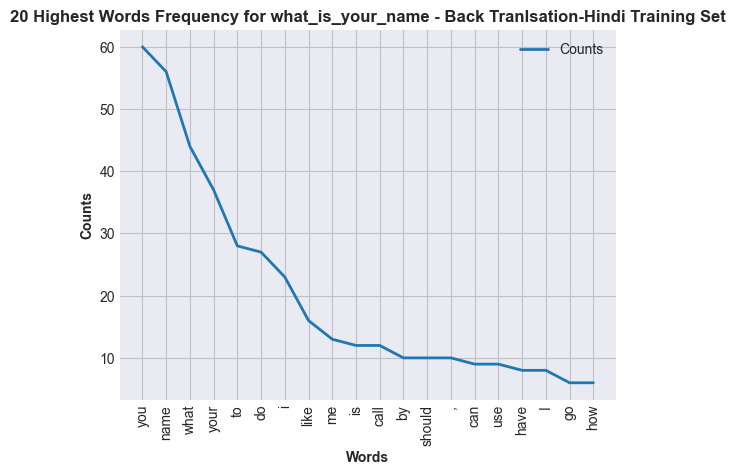 20 Highest Words Frequency for what_is_your_name - Back Tranlsation-Hindi Training Set
Counts
60
50
40
30
20
10
Counts
you
name
what
your
to
do
i
like
me
is
call
by
should
,
can
use
have
I
go
how
Words